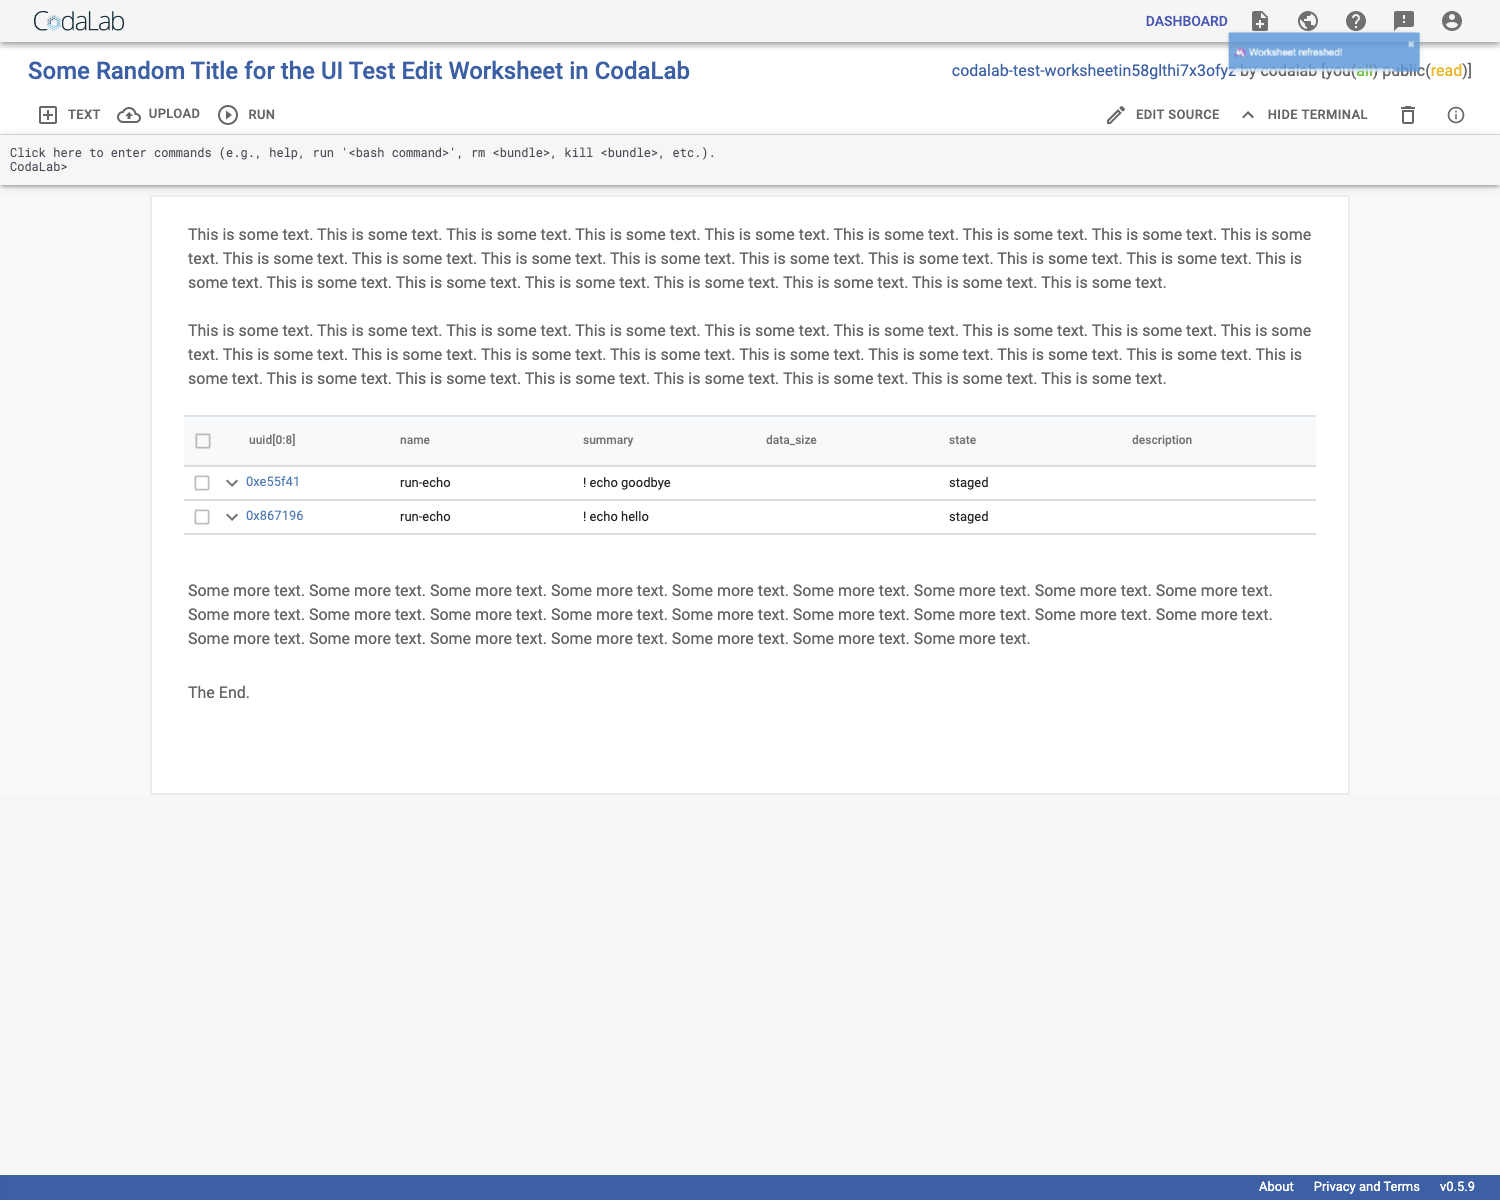 CodaLab DASHBOARD
Worksheet refreshed! ×
Some Random Title for the UI Test Edit Worksheet in CodaLab codalab-test-worksheetin58glthi7x3ofyz by codalab [you(all) public(read)]
TEXT UPLOAD RUN EDIT SOURCE HIDE TERMINAL
Click here to enter commands (e.g., help, run '<bash command>', rm <bundle>, kill <bundle>, etc.).
CodaLab>
This is some text. This is some text. This is some text. This is some text. This is some text. This is some text. This is some text. This is some text. This is some
text. This is some text. This is some text. This is some text. This is some text. This is some text. This is some text. This is some text. This is some text. This is
some text. This is some text. This is some text. This is some text. This is some text. This is some text. This is some text. This is some text.
This is some text. This is some text. This is some text. This is some text. This is some text. This is some text. This is some text. This is some text. This is some
text. This is some text. This is some text. This is some text. This is some text. This is some text. This is some text. This is some text. This is some text. This is
some text. This is some text. This is some text. This is some text. This is some text. This is some text. This is some text. This is some text.
uuid[0:8] name summary data_size state description
0xe55f41 run-echo ! echo goodbye staged
0x867196 run-echo ! echo hello staged
Some more text. Some more text. Some more text. Some more text. Some more text. Some more text. Some more text. Some more text. Some more text.
Some more text. Some more text. Some more text. Some more text. Some more text. Some more text. Some more text. Some more text. Some more text.
Some more text. Some more text. Some more text. Some more text. Some more text. Some more text. Some more text.
The End.
About Privacy and Terms v0.5.9